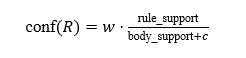 conf(R) = w · rule_support / body_support+c